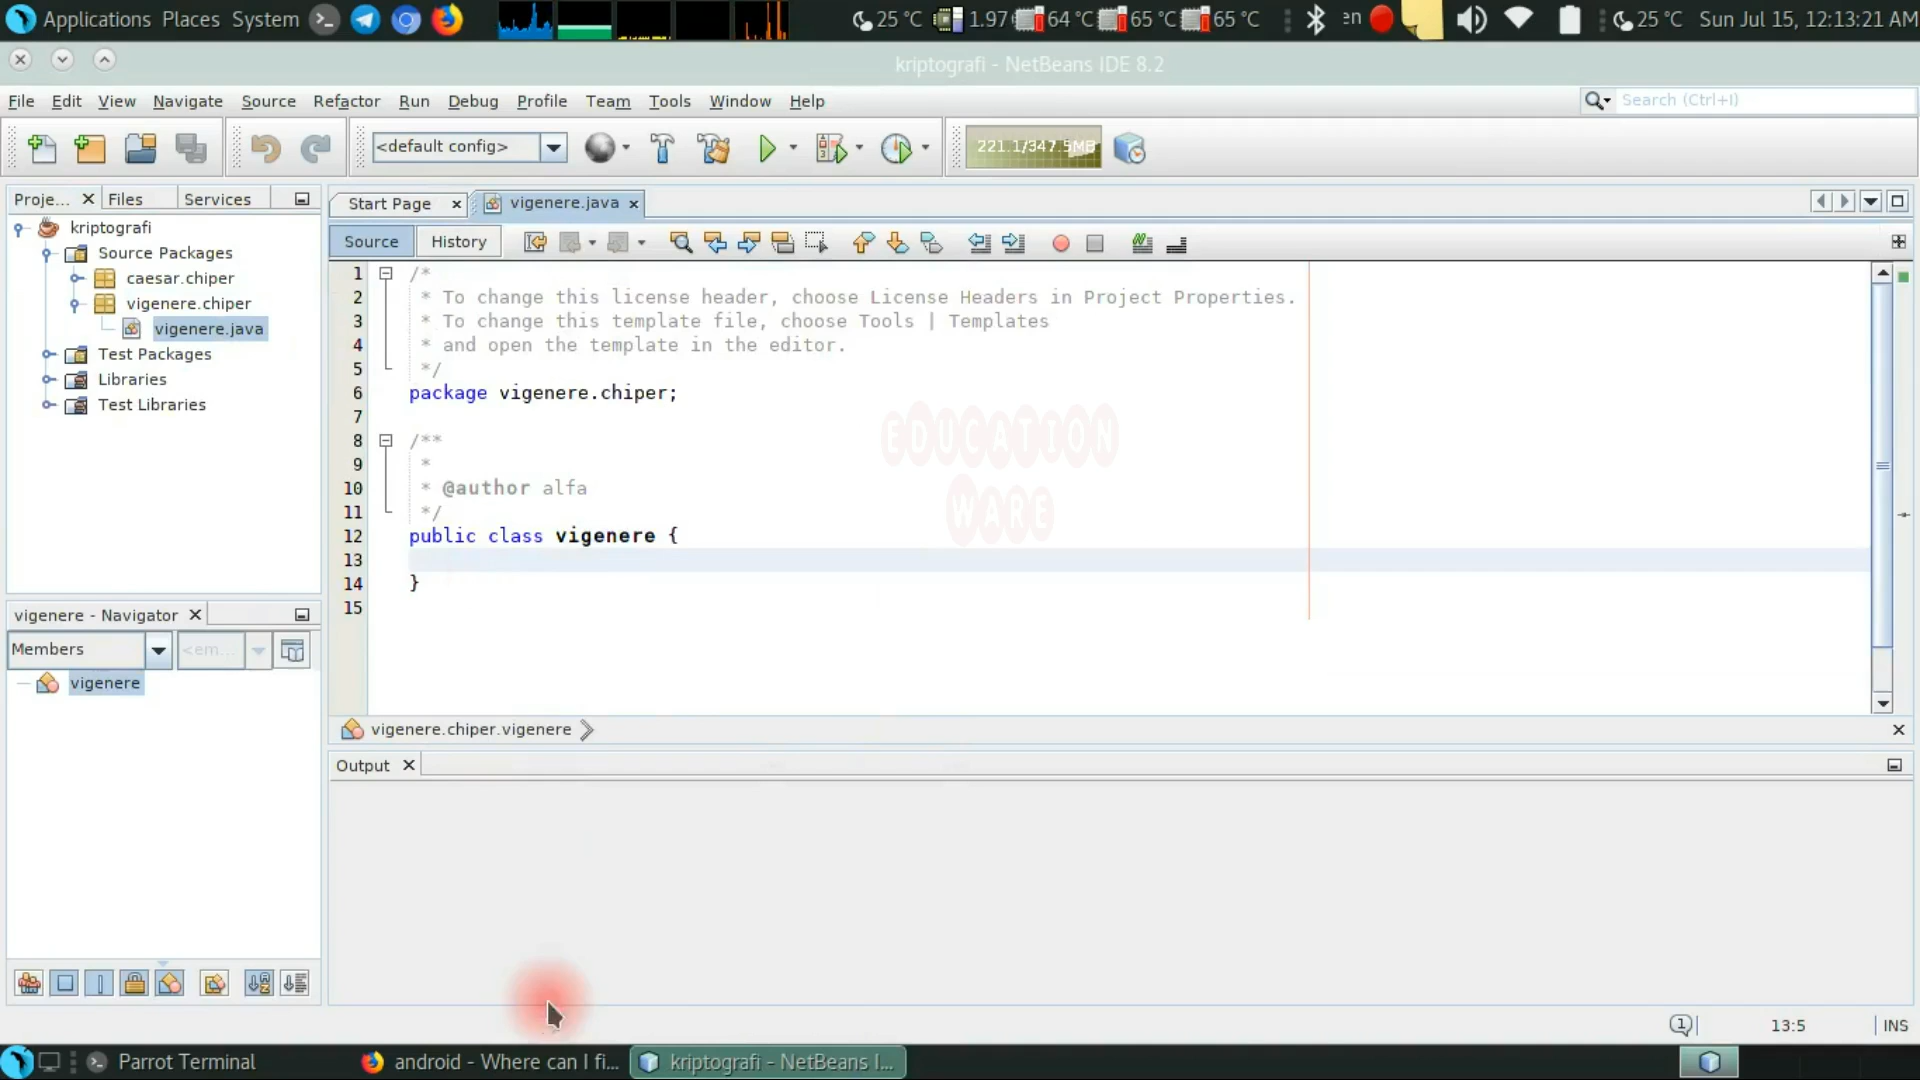 Applications Places System
25 °C 1.97 64 °C 65 °C 65 °C en 25 °C Sun Jul 15, 12:13:21 AM
kriptografi - NetBeans IDE 8.2
File Edit View Navigate Source Refactor Run Debug Profile Team Tools Window Help
Search (Ctrl+I)
<default config>
221.1/347.5MB
Proje... Files Services
Start Page vigenere.java
kriptografi
Source Packages
caesar.chiper
vigenere.chiper
vigenere.java
Test Packages
Libraries
Test Libraries
Source History
1 /*
2 * To change this license header, choose License Headers in Project Properties.
3 * To change this template file, choose Tools | Templates
4 * and open the template in the editor.
5 */
6 package vigenere.chiper;
7
8 /**
9 *
10 * @author alfa
11 */
12 public class vigenere {
13
14 }
15
EDUCATION
WARE
vigenere - Navigator
Members <em...
vigenere
vigenere.chiper.vigenere
Output
1 13:5 INS
Parrot Terminal android - Where can I fi... kriptografi - NetBeans I...